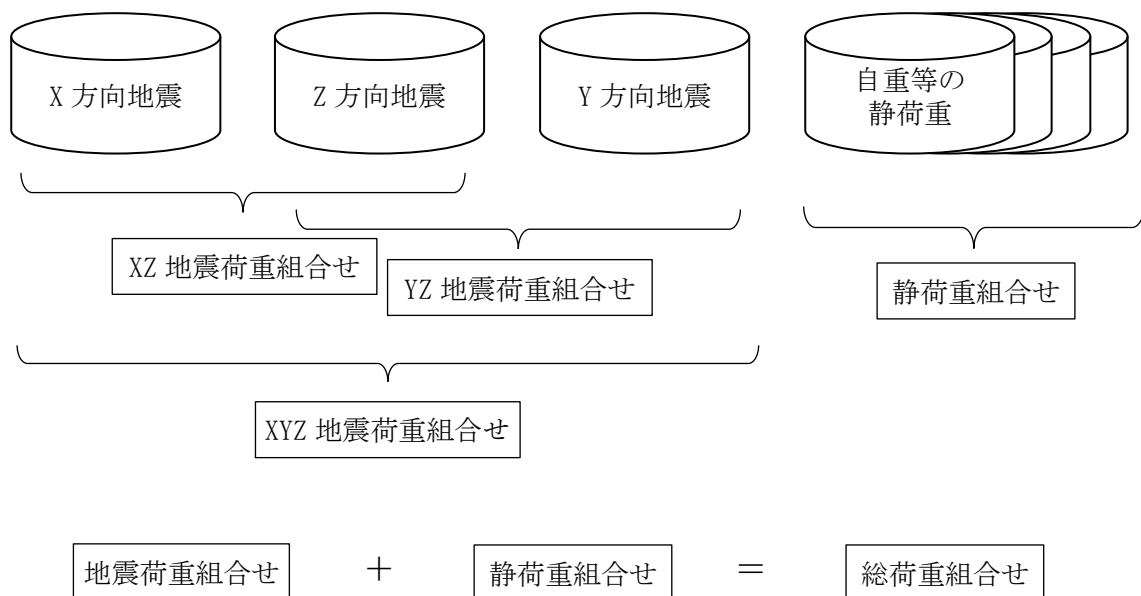 X 方向地震
Z 方向地震
Y 方向地震
自重等の
静荷重
XZ 地震荷重組合せ
YZ 地震荷重組合せ
静荷重組合せ
XYZ 地震荷重組合せ
地震荷重組合せ + 静荷重組合せ = 総荷重組合せ